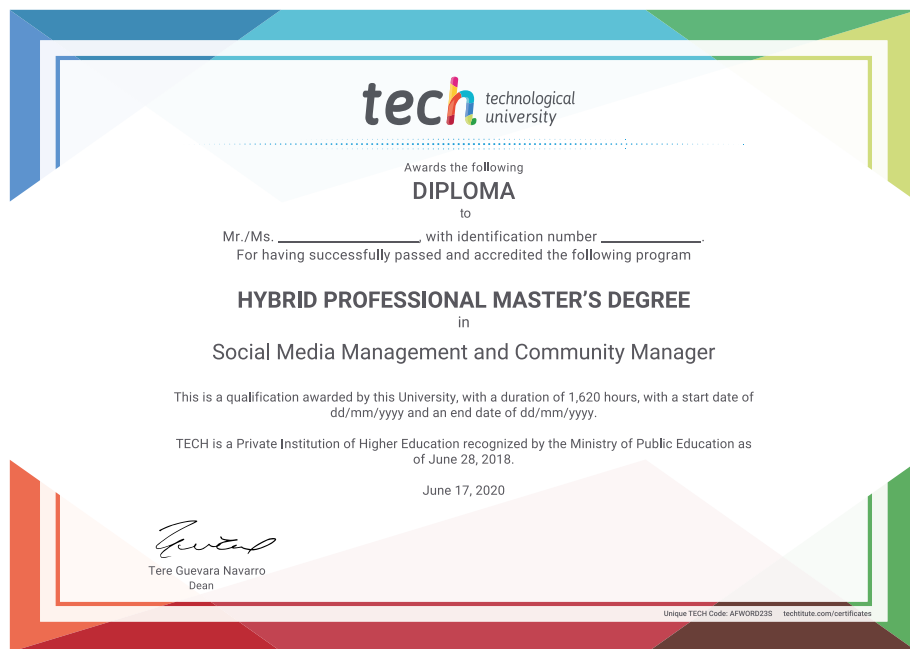 tech technological
university
Awards the following
DIPLOMA
to
Mr./Ms. ____________________, with identification number ______________.
For having successfully passed and accredited the following program
HYBRID PROFESSIONAL MASTER'S DEGREE
in
Social Media Management and Community Manager
This is a qualification awarded by this University, with a duration of 1,620 hours, with a start date of
dd/mm/yyyy and an end date of dd/mm/yyyy.
TECH is a Private Institution of Higher Education recognized by the Ministry of Public Education as
of June 28, 2018.
June 17, 2020
Tere Guevara Navarro
Dean
Unique TECH Code: AFWORD23S techtitute.com/certificates